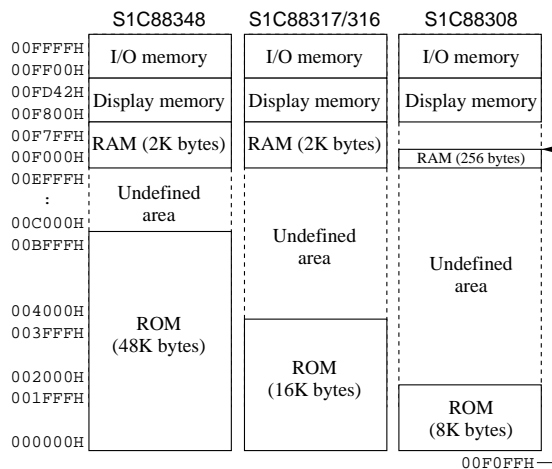 S1C88348 S1C88317/316 S1C88308
00FFFFH I/O memory I/O memory I/O memory
00FF00H
00FD42H Display memory Display memory Display memory
00F800H
00F7FFH RAM (2K bytes) RAM (2K bytes)
00F000H RAM (256 bytes)
00EFFFH Undefined
: area
00C000H
00BFFFH Undefined
area
Undefined
area
004000H ROM
003FFFH (48K bytes)
ROM
(16K bytes)
002000H
001FFFH ROM
(8K bytes)
000000H
00F0FFH